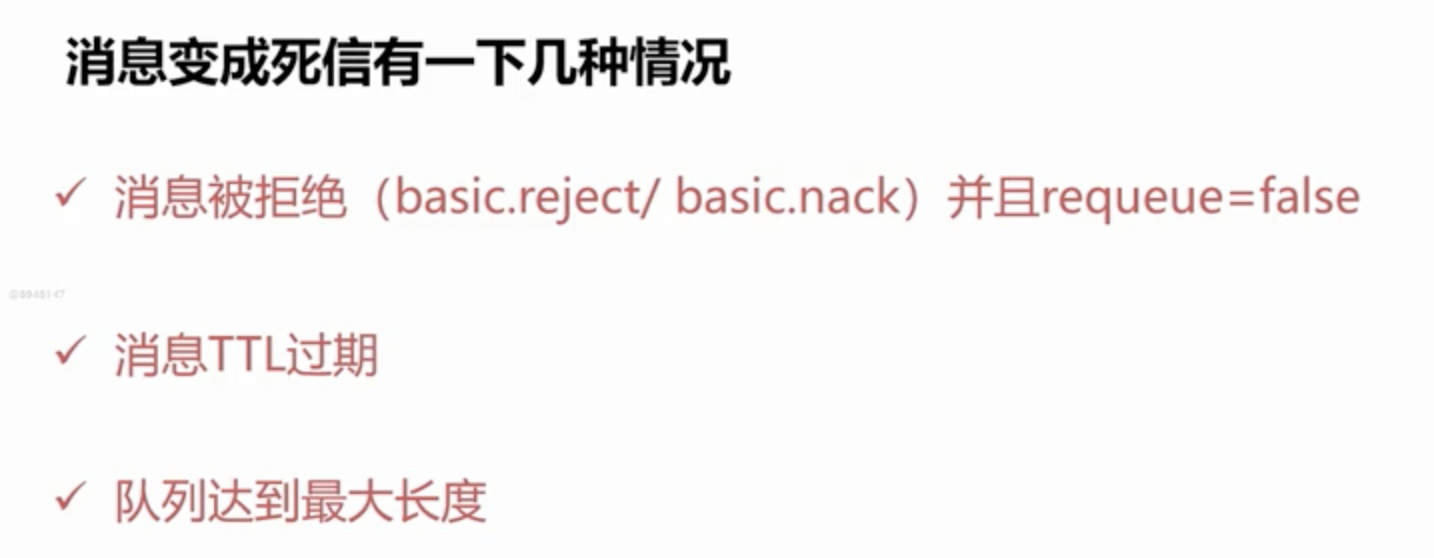 消息变成死信有一下几种情况
✓ 消息被拒绝（basic.reject/ basic.nack）并且requeue=false
@6948147
✓ 消息TTL过期
✓ 队列达到最大长度